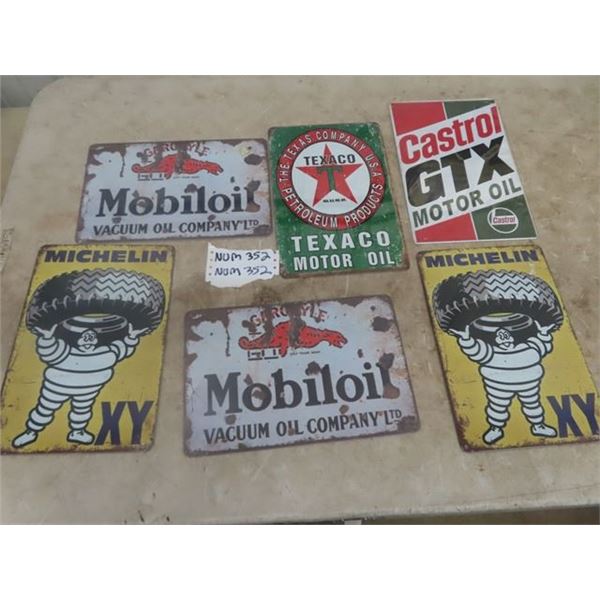 GARGOYLE
Mobiloil
VACUUM OIL COMPANY LTD
THE TEXAS COMPANY U.S.A
PETROLEUM PRODUCTS
TEXACO
T
TEXACO
MOTOR OIL
Castrol
GTX
MOTOR OIL
Castrol
MICHELIN
XY
NUM 352
NUM 352
GARGOYLE
Mobiloil
VACUUM OIL COMPANY LTD
MICHELIN
XY